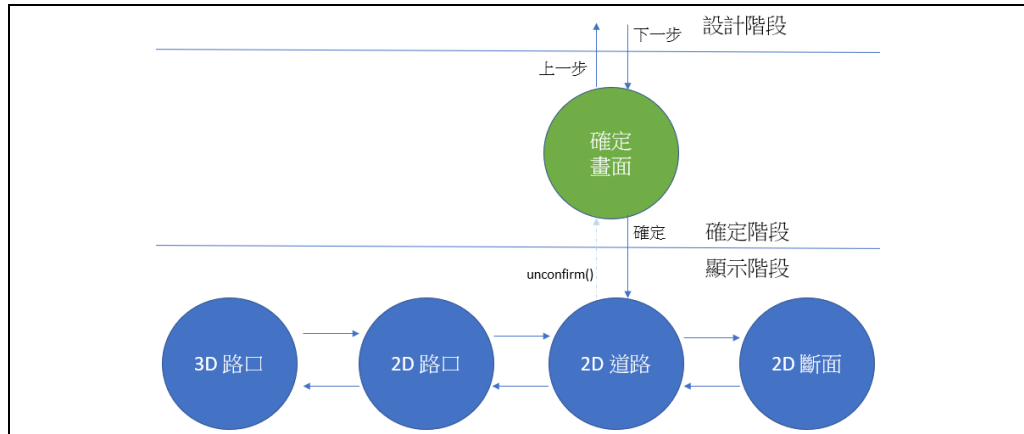 設計階段
下一步
上一步
確定
畫面
確定
確定階段
顯示階段
unconfirm()
3D 路口
2D 路口
2D 道路
2D 斷面